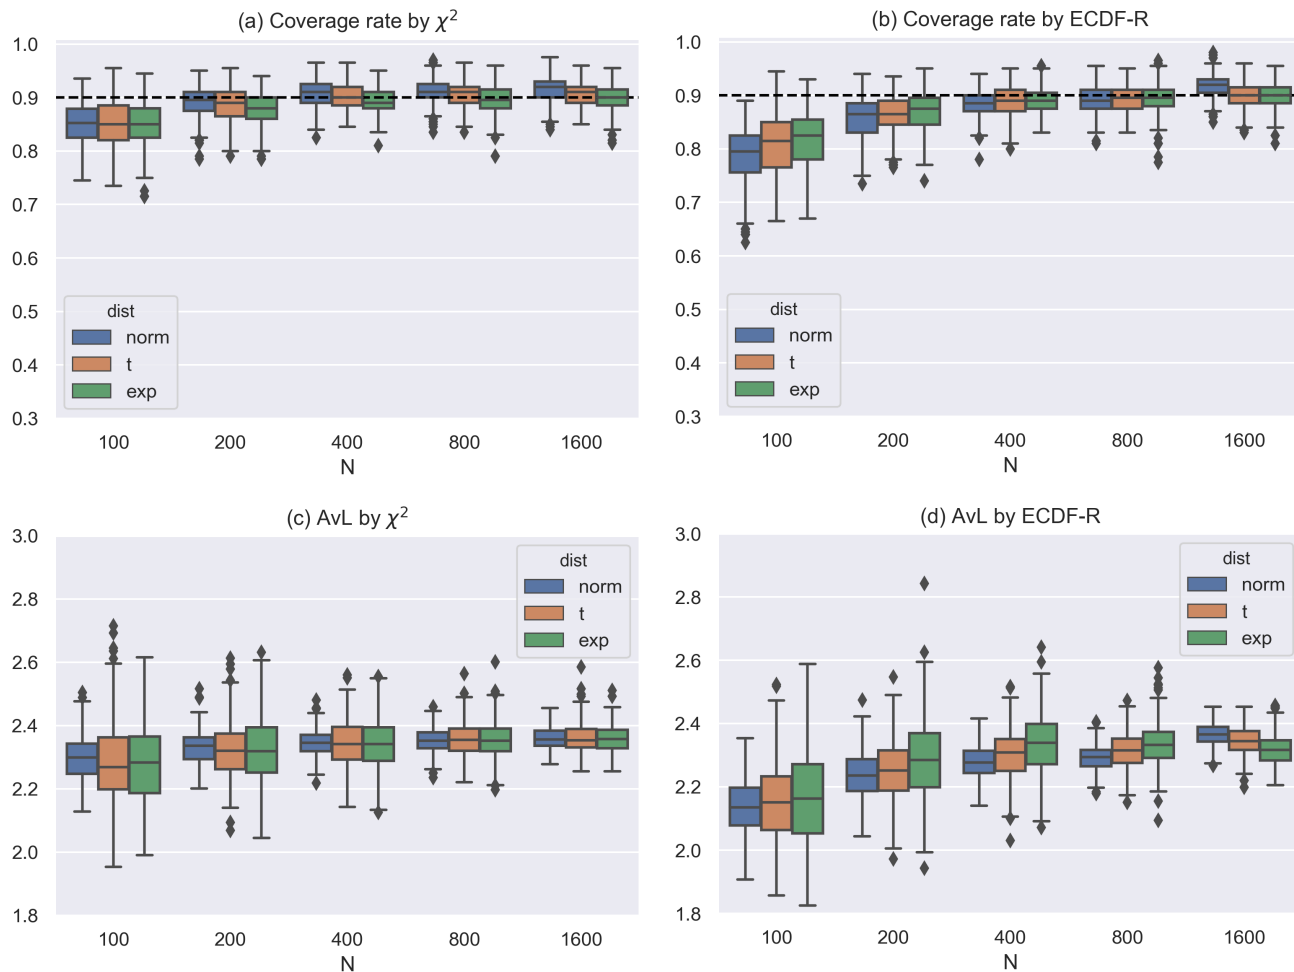 (a) Coverage rate by χ²
1.0
0.9
0.8
0.7
0.6
0.5
0.4
0.3
dist
norm
t
exp
100 200 400 800 1600
N
(b) Coverage rate by ECDF-R
1.0
0.9
0.8
0.7
0.6
0.5
0.4
0.3
dist
norm
t
exp
100 200 400 800 1600
N
(c) AvL by χ²
3.0
2.8
2.6
2.4
2.2
2.0
1.8
dist
norm
t
exp
100 200 400 800 1600
N
(d) AvL by ECDF-R
3.0
2.8
2.6
2.4
2.2
2.0
1.8
dist
norm
t
exp
100 200 400 800 1600
N